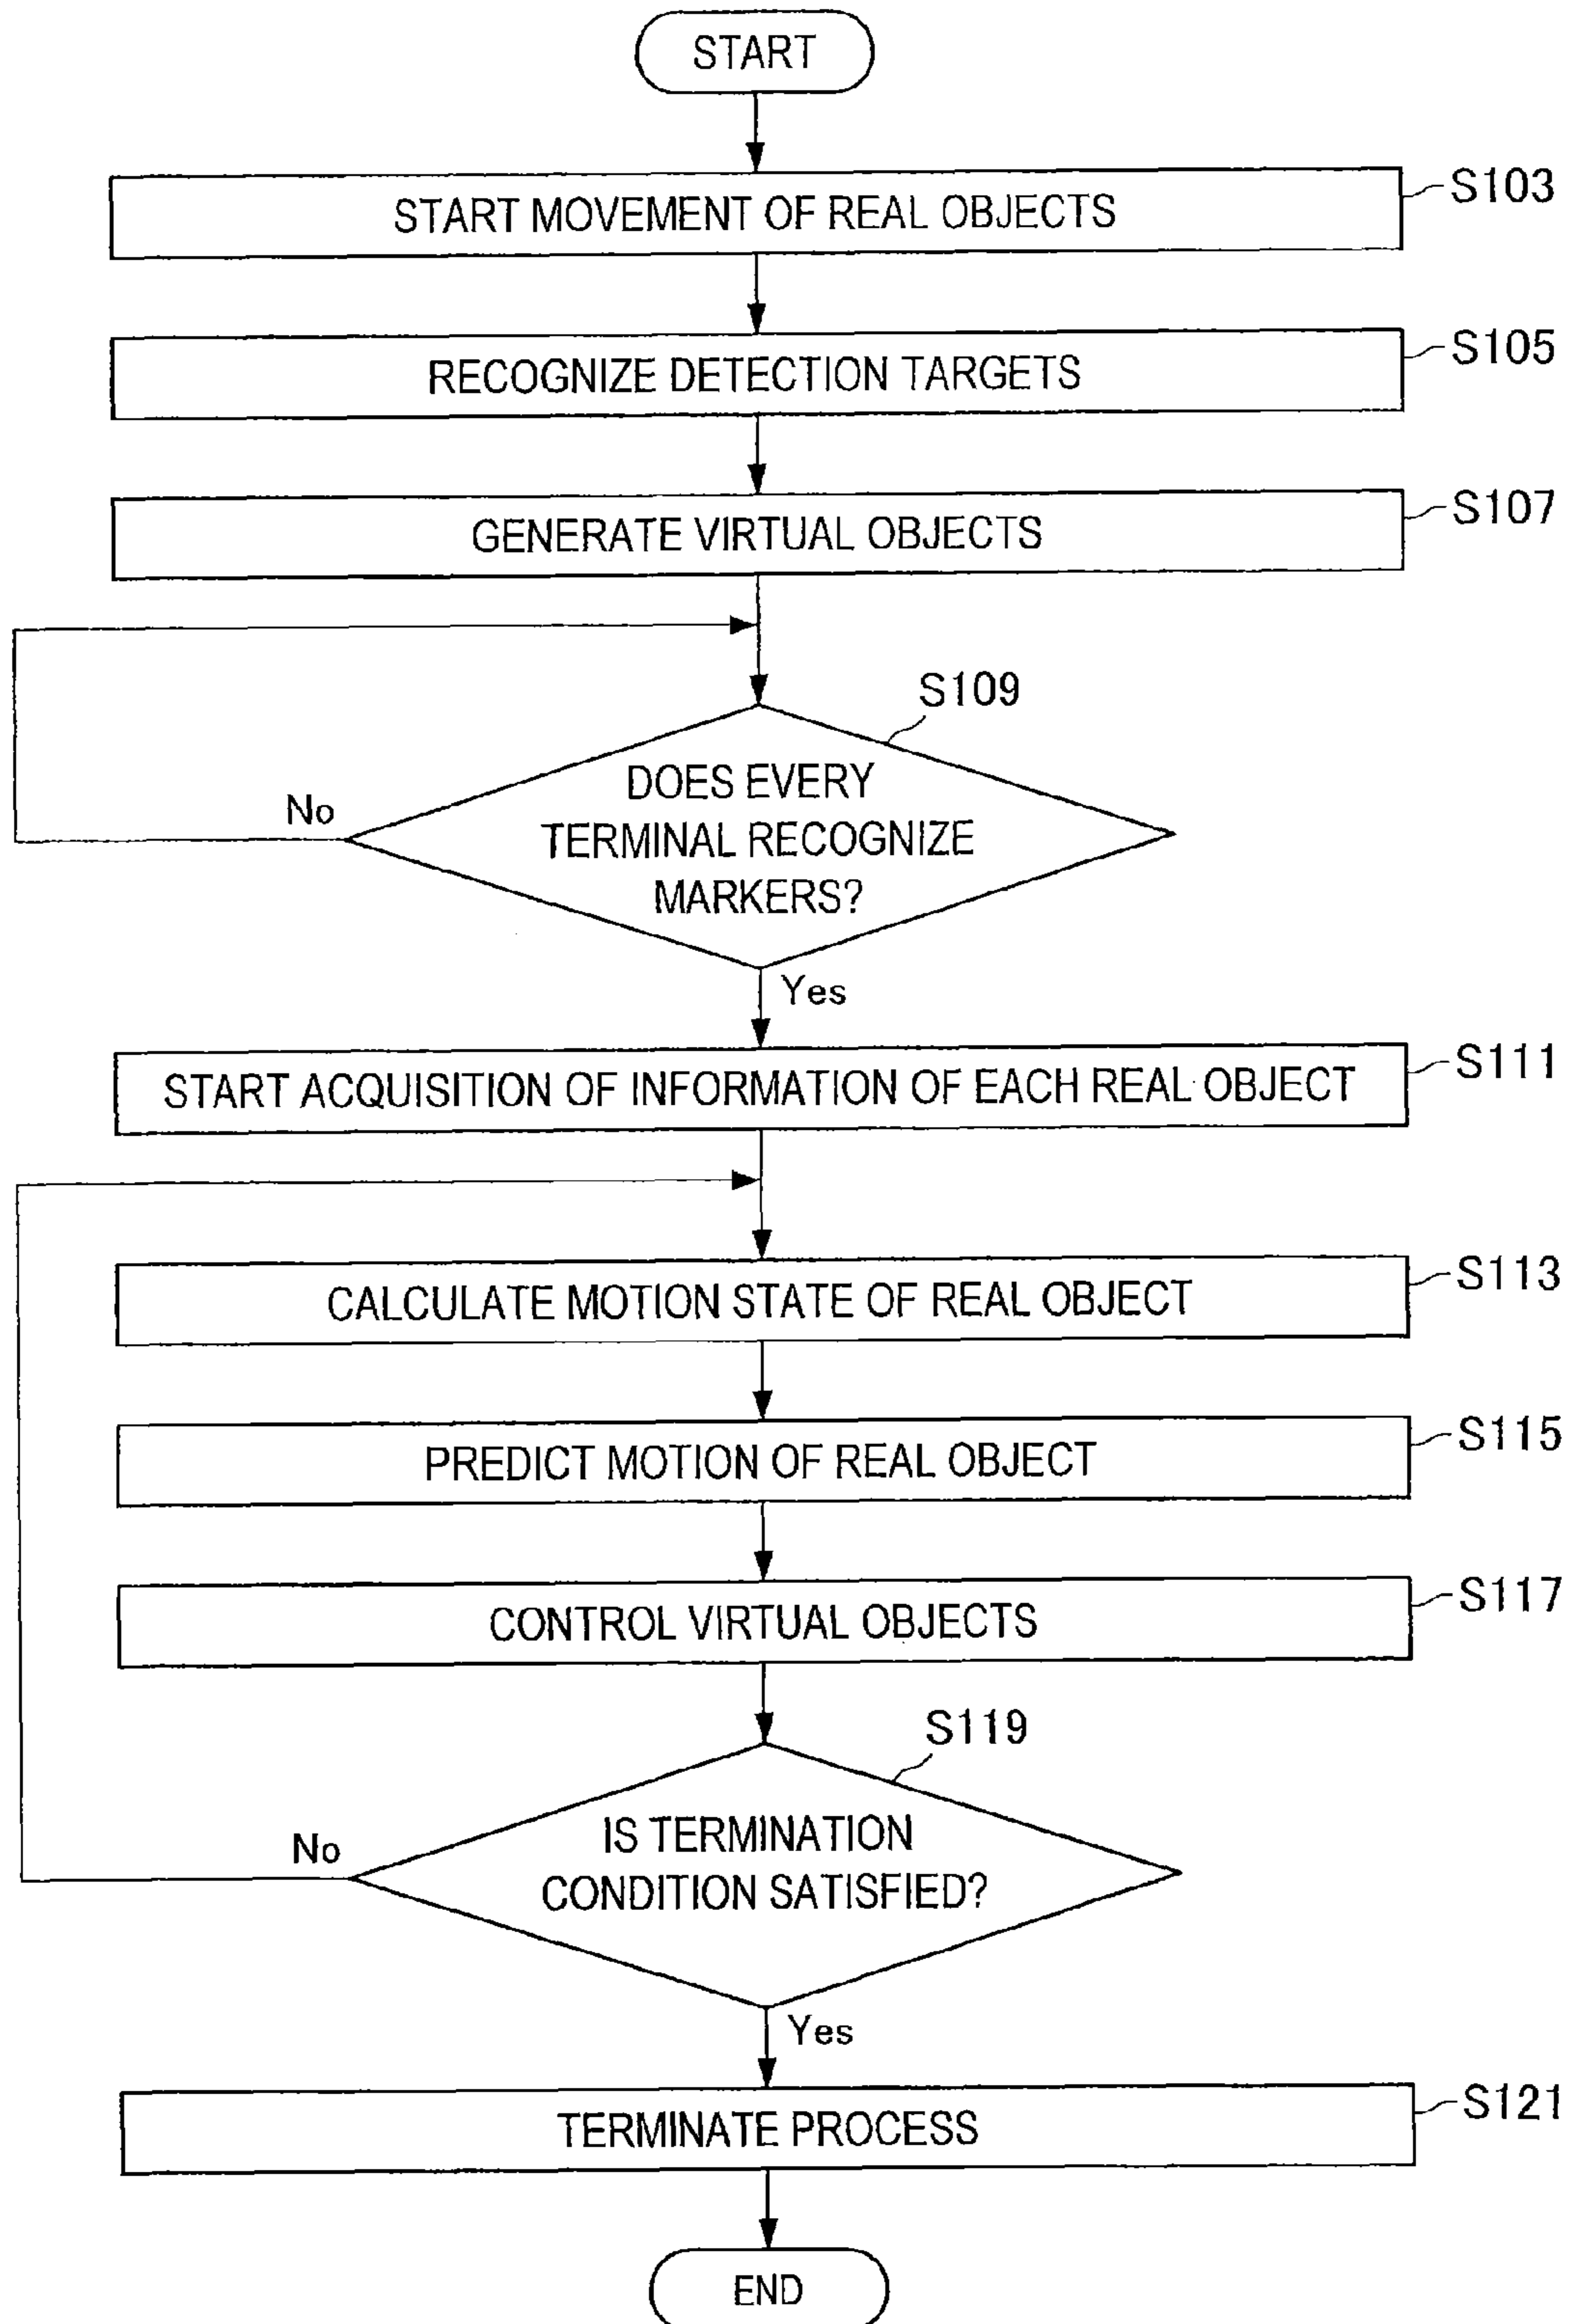 START
START MOVEMENT OF REAL OBJECTS
S103
RECOGNIZE DETECTION TARGETS
S105
GENERATE VIRTUAL OBJECTS
S107
S109
DOES EVERY
TERMINAL RECOGNIZE
MARKERS?
No
Yes
START ACQUISITION OF INFORMATION OF EACH REAL OBJECT
S111
CALCULATE MOTION STATE OF REAL OBJECT
S113
PREDICT MOTION OF REAL OBJECT
S115
CONTROL VIRTUAL OBJECTS
S117
S119
IS TERMINATION
CONDITION SATISFIED?
No
Yes
TERMINATE PROCESS
S121
END